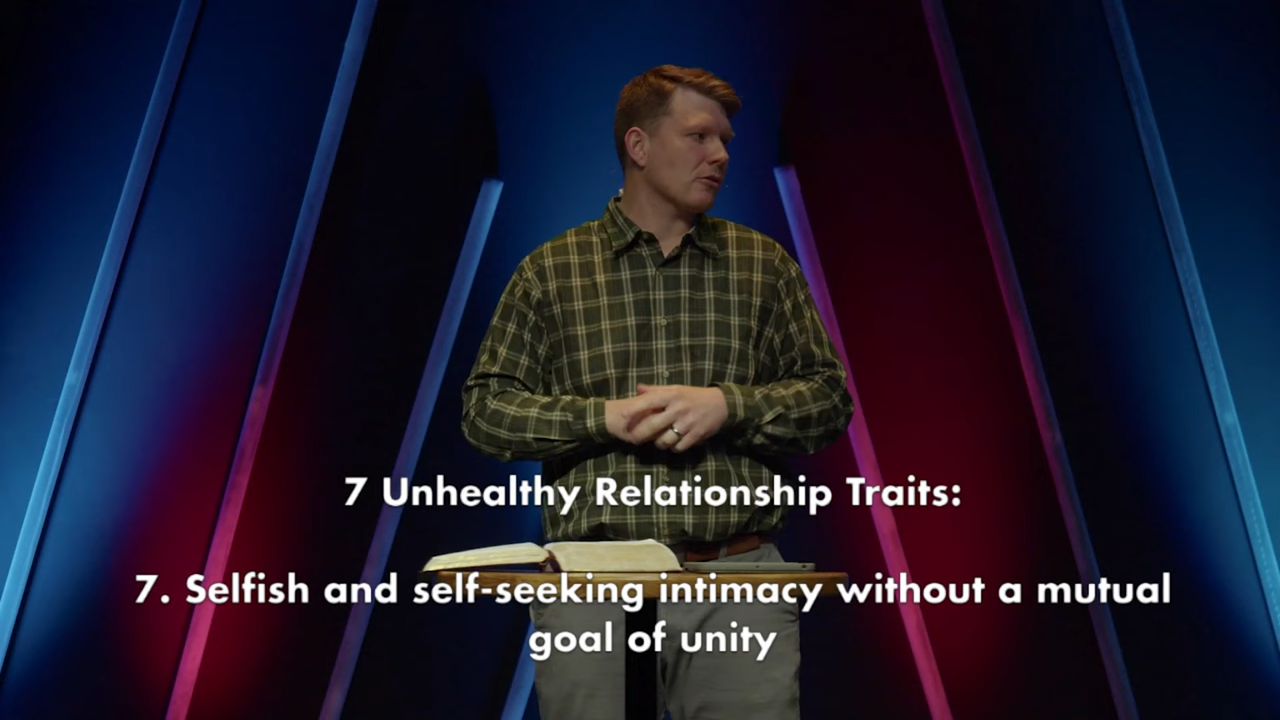 7 Unhealthy Relationship Traits:
7. Selfish and self-seeking intimacy without a mutual
goal of unity